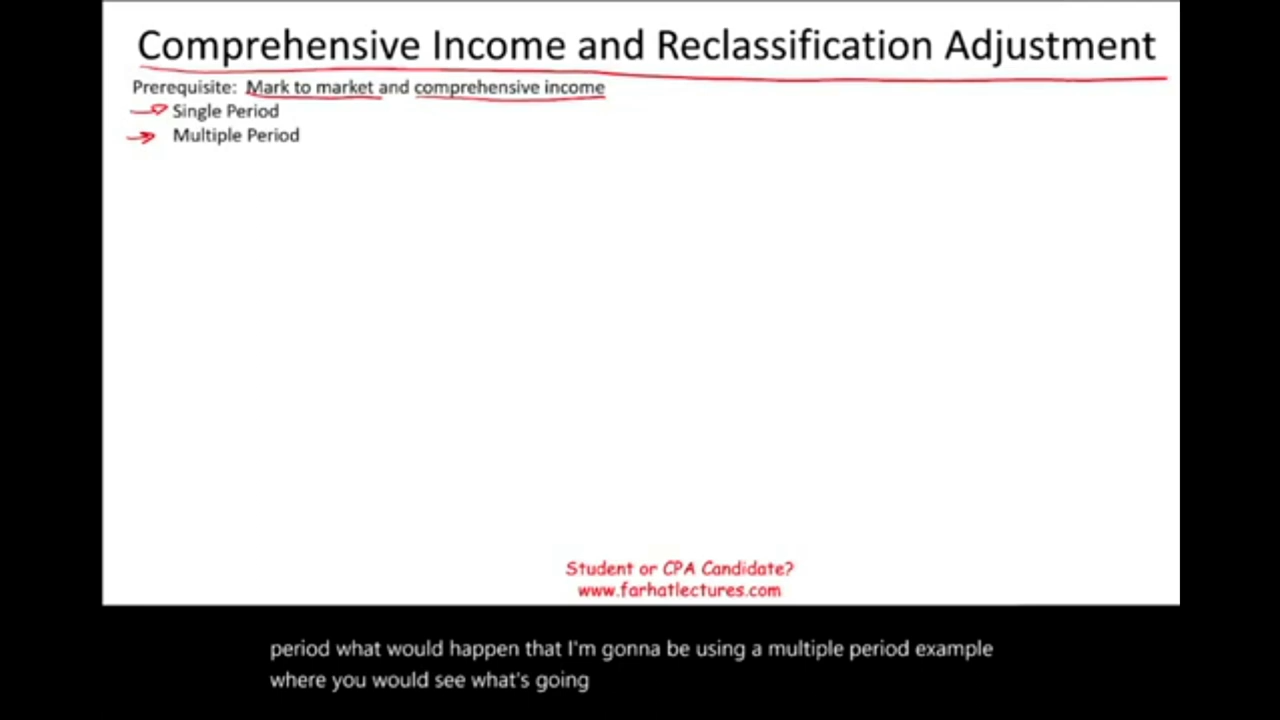 Comprehensive Income and Reclassification Adjustment
Prerequisite: Mark to market and comprehensive income
Single Period
Multiple Period
Student or CPA Candidate?
www.farhatlectures.com
period what would happen that I'm gonna be using a multiple period example
where you would see what's going